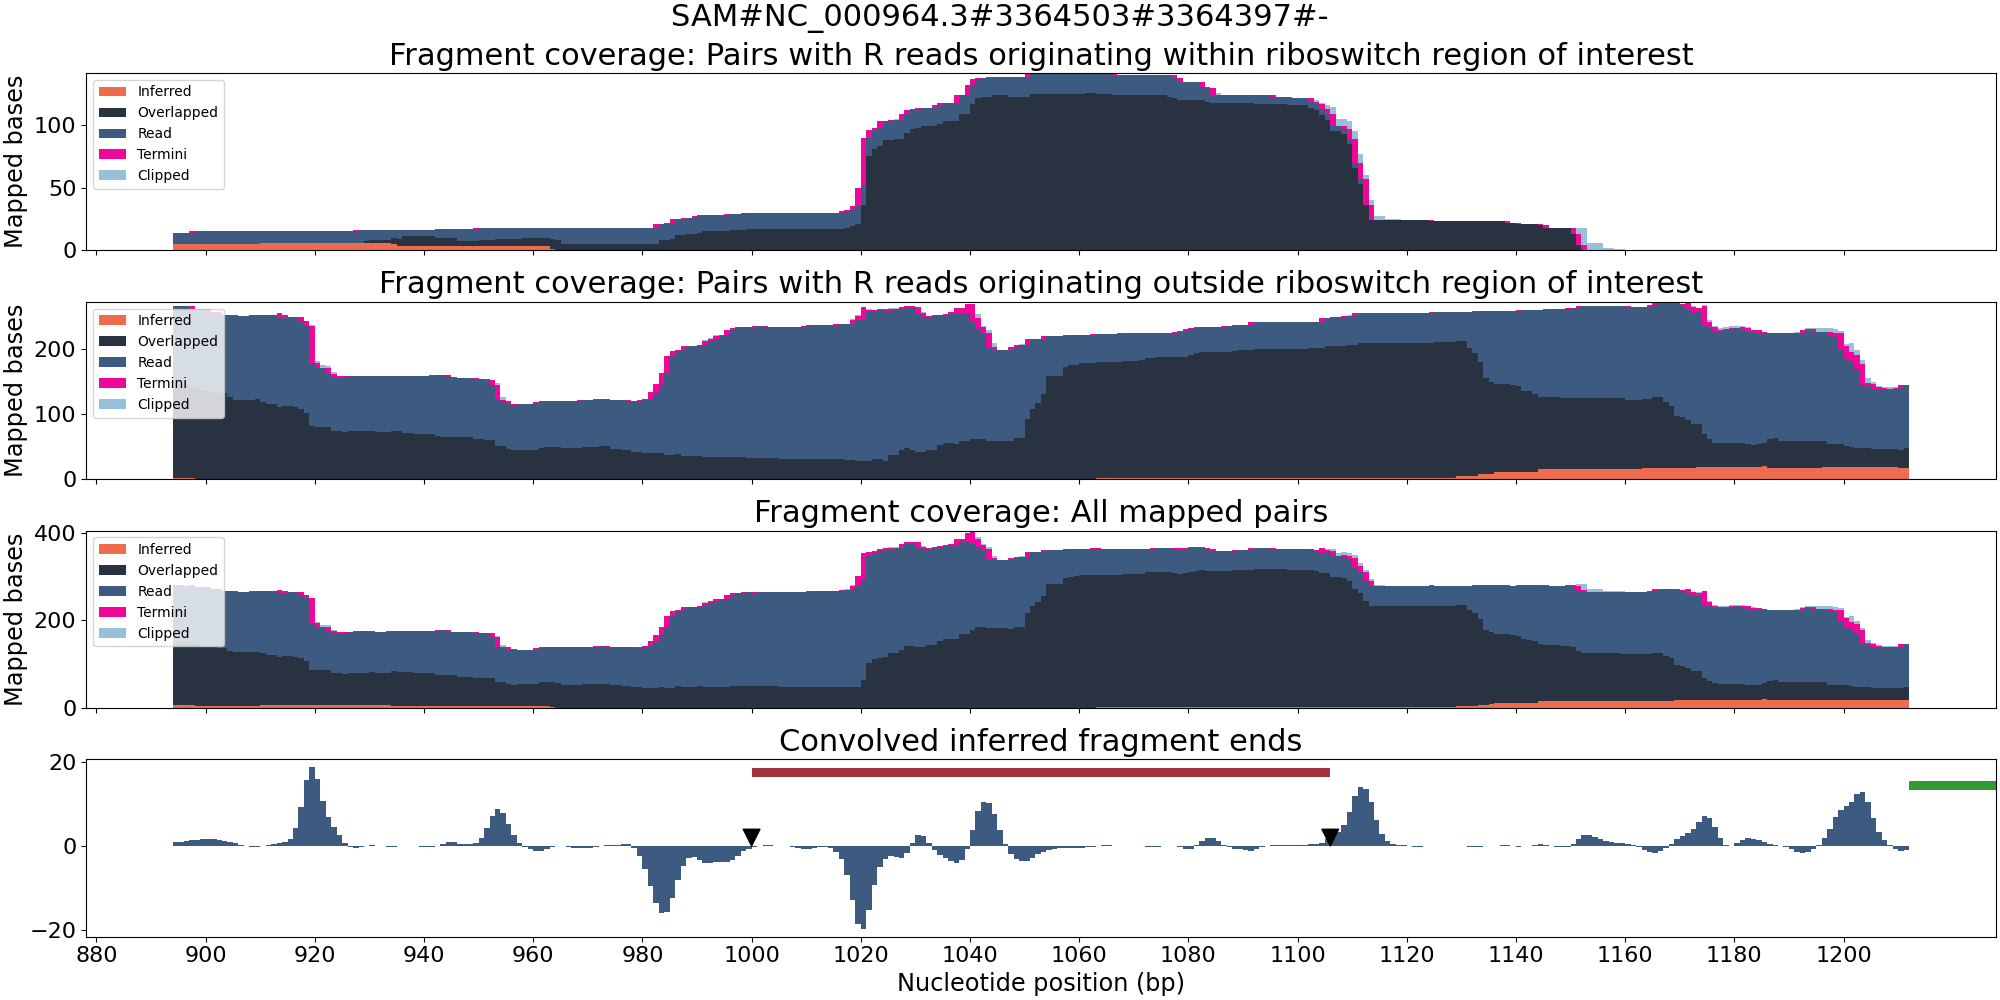 SAM#NC_000964.3#3364503#3364397#-
Fragment coverage: Pairs with R reads originating within riboswitch region of interest
Mapped bases
100
50
0
Inferred
Overlapped
Read
Termini
Clipped
Fragment coverage: Pairs with R reads originating outside riboswitch region of interest
Mapped bases
200
100
0
Inferred
Overlapped
Read
Termini
Clipped
Fragment coverage: All mapped pairs
Mapped bases
400
200
0
Inferred
Overlapped
Read
Termini
Clipped
Convolved inferred fragment ends
20
0
−20
880 900 920 940 960 980 1000 1020 1040 1060 1080 1100 1120 1140 1160 1180 1200
Nucleotide position (bp)